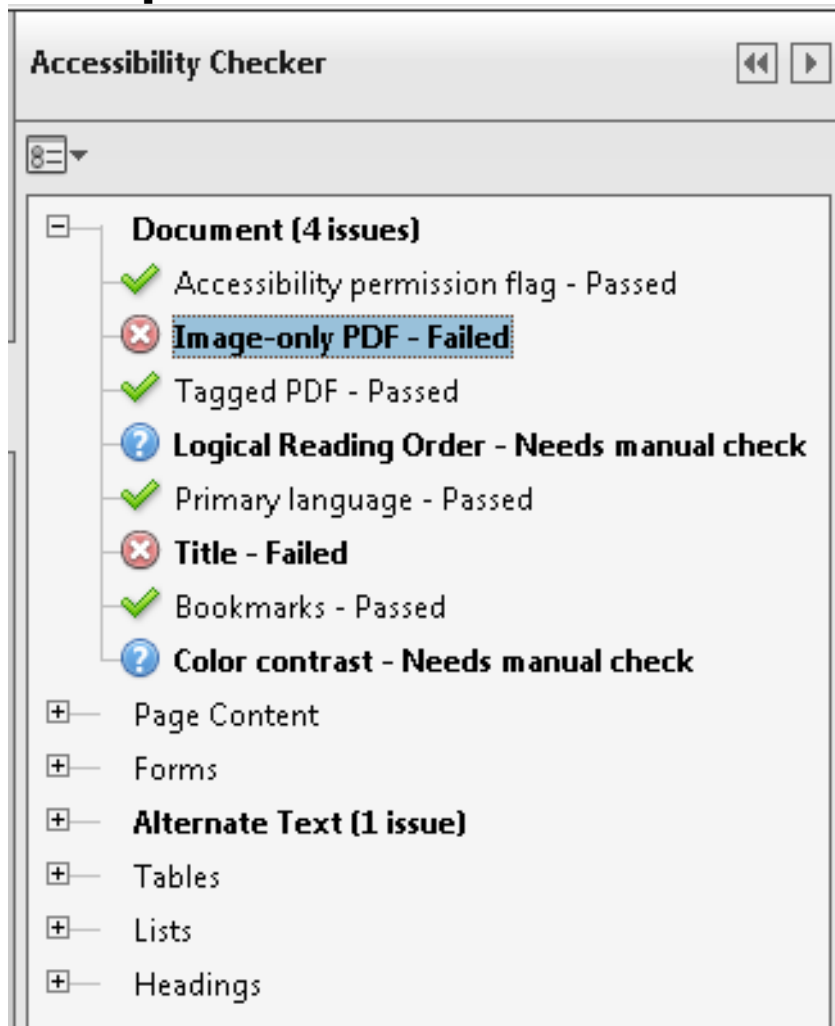 Accessibility Checker
Document (4 issues)
Accessibility permission flag - Passed
Image-only PDF - Failed
Tagged PDF - Passed
Logical Reading Order - Needs manual check
Primary language - Passed
Title - Failed
Bookmarks - Passed
Color contrast - Needs manual check
Page Content
Forms
Alternate Text (1 issue)
Tables
Lists
Headings